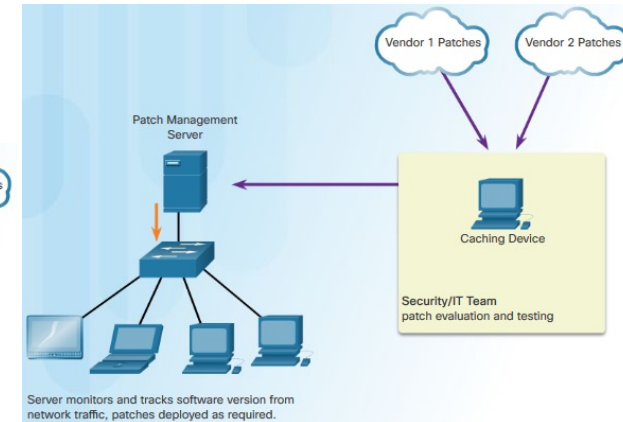 Vendor 1 Patches
Vendor 2 Patches
Patch Management
Server
Caching Device
Security/IT Team
patch evaluation and testing
Server monitors and tracks software version from
network traffic, patches deployed as required.